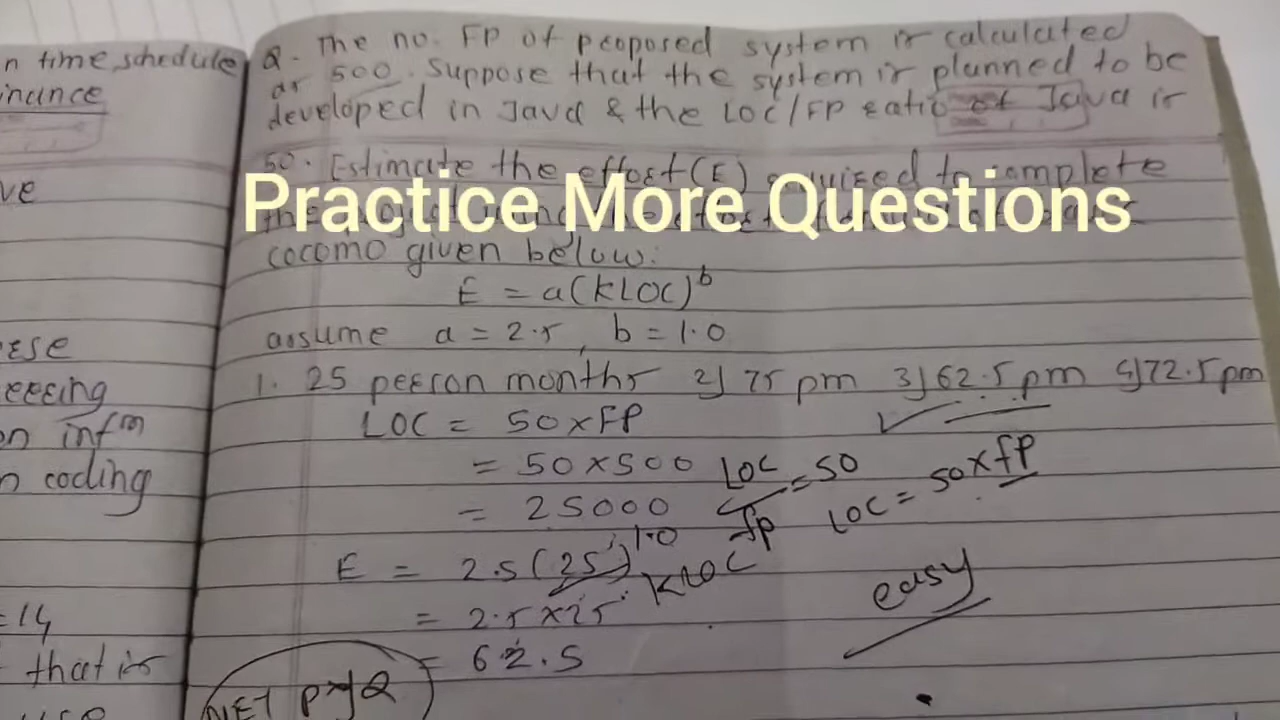 n time schedule
inance
ve
ese
eering
on infm
n coding
=14
that is
Q. The no. FP of proposed system is calculated
as 500. Suppose that the system is planned to be
developed in Java & the LOC/FP ratio of Java is
50. Estimate the effort (E) required to complete
the
Practice More Questions
cocomo given below:
E = a(KLOC)^b
assume a = 2.5, b = 1.0
1. 25 person months 2) 75 pm 3) 62.5 pm 4) 72.5 pm
LOC = 50×FP
= 50×500
= 25000
LOC/fp = 50
LOC = 50×fp
E = 2.5(25)^1.0
KLOC
= 2.5×25
= 62.5
easy
NET PYQ